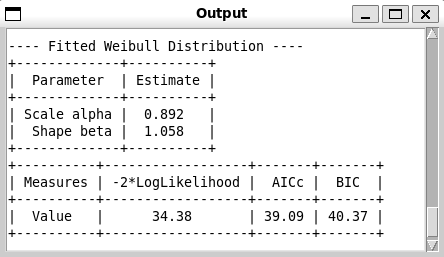 Output
---- Fitted Weibull Distribution ----
+-------------+----------+
|  Parameter  | Estimate |
+-------------+----------+
| Scale alpha |  0.892   |
|  Shape beta |  1.058   |
+-------------+----------+
+----------+------------------+-------+-------+
| Measures | -2*LogLikelihood |  AICc |  BIC  |
+----------+------------------+-------+-------+
|  Value   |      34.38       | 39.09 | 40.37 |
+----------+------------------+-------+-------+